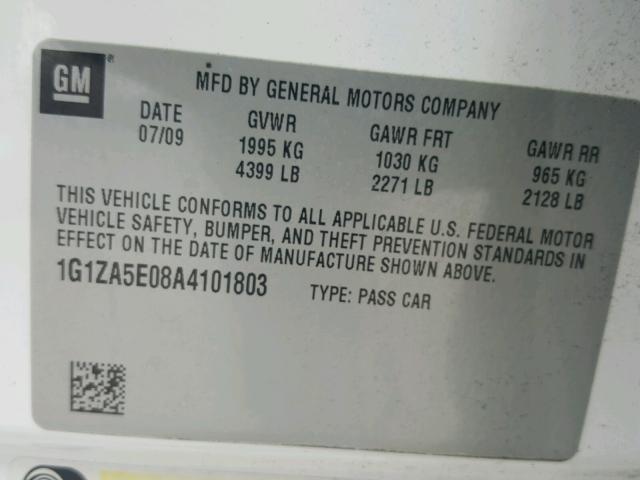 GM®
MFD BY GENERAL MOTORS COMPANY
DATE GVWR GAWR FRT GAWR RR
07/09 1995 KG 1030 KG 965 KG
4399 LB 2271 LB 2128 LB
THIS VEHICLE CONFORMS TO ALL APPLICABLE U.S. FEDERAL MOTOR
VEHICLE SAFETY, BUMPER, AND THEFT PREVENTION STANDARDS IN
EFFECT ON THE DATE OF MANUFACTURE SHOWN ABOVE.
1G1ZA5E08A4101803 TYPE: PASS CAR